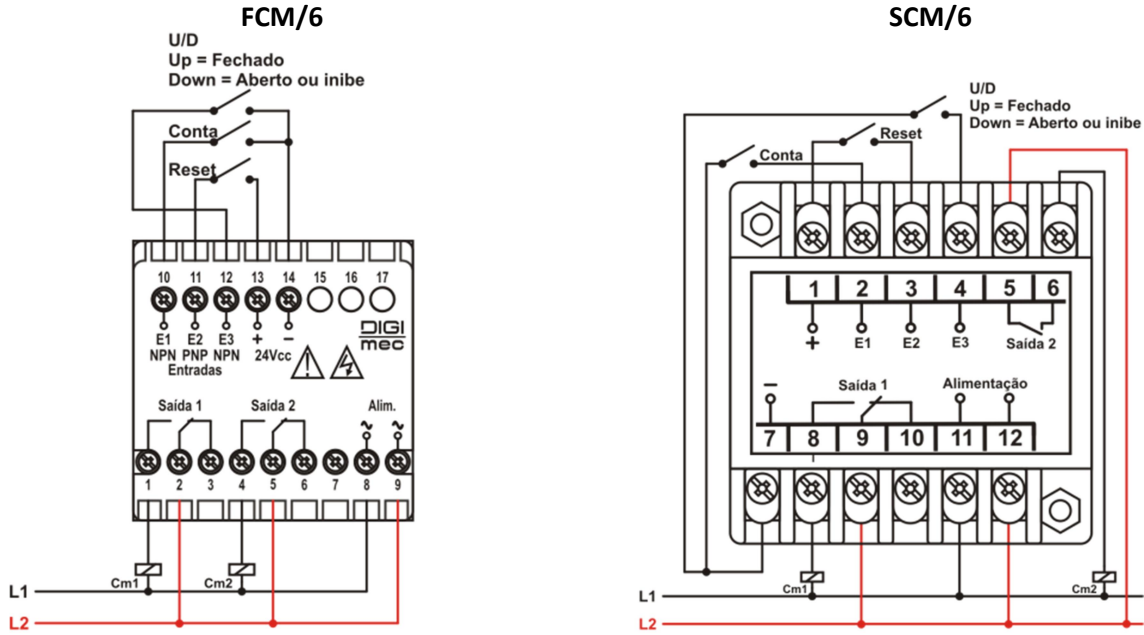 FCM/6
U/D
Up = Fechado
Down = Aberto ou inibe
Conta
Reset
10 11 12 13 14 15 16 17
E1 E2 E3 + −
NPN PNP NPN 24Vcc
Entradas
DIGI
mec
Saída 1 Saída 2 Alim.
~ ~
1 2 3 4 5 6 7 8 9
Cm1 Cm2
L1
L2
SCM/6
U/D
Up = Fechado
Down = Aberto ou inibe
Reset
Conta
1 2 3 4 5 6
+ E1 E2 E3 Saída 2
− Saída 1 Alimentação
7 8 9 10 11 12
Cm1 Cm2
L1
L2